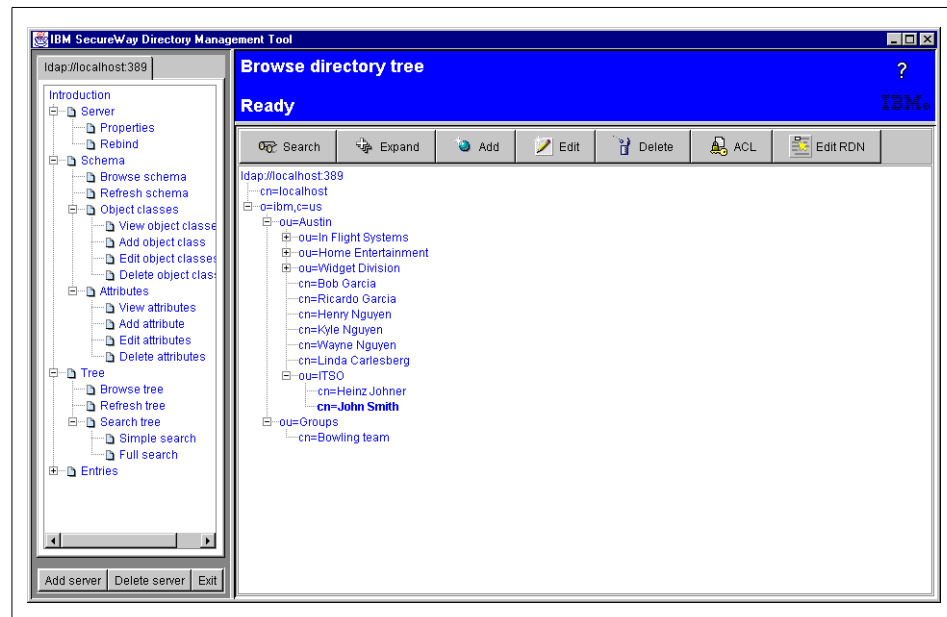 IBM SecureWay Directory Management Tool
ldap://localhost:389
Introduction
Server
Properties
Rebind
Schema
Browse schema
Refresh schema
Object classes
View object classe
Add object class
Edit object classes
Delete object clas
Attributes
View attributes
Add attribute
Edit attributes
Delete attributes
Tree
Browse tree
Refresh tree
Search tree
Simple search
Full search
Entries
Add server Delete server Exit
Browse directory tree ?
Ready IBM
Search Expand Add Edit Delete ACL Edit RDN
ldap://localhost:389
cn=localhost
o=ibm,c=us
ou=Austin
ou=In Flight Systems
ou=Home Entertainment
ou=Widget Division
cn=Bob Garcia
cn=Ricardo Garcia
cn=Henry Nguyen
cn=Kyle Nguyen
cn=Wayne Nguyen
cn=Linda Carlesberg
ou=ITSO
cn=Heinz Johner
cn=John Smith
ou=Groups
cn=Bowling team